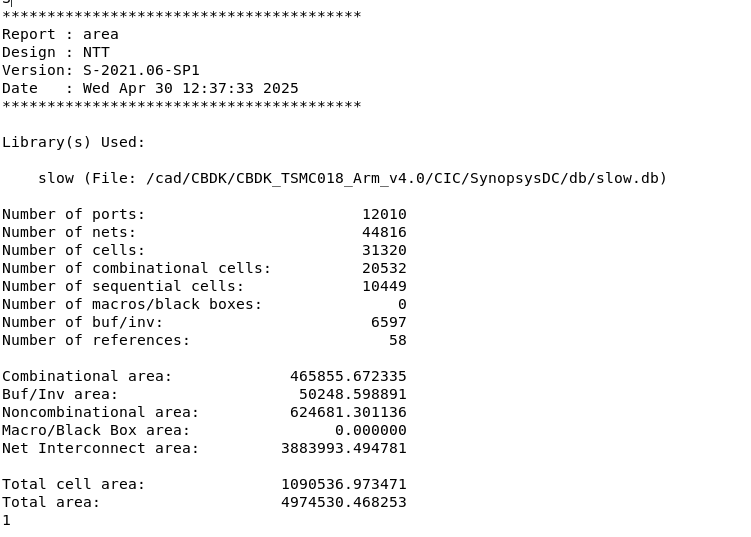 ****************************************
Report : area
Design : NTT
Version: S-2021.06-SP1
Date   : Wed Apr 30 12:37:33 2025
****************************************

Library(s) Used:

    slow (File: /cad/CBDK/CBDK_TSMC018_Arm_v4.0/CIC/SynopsysDC/db/slow.db)

Number of ports:                        12010
Number of nets:                         44816
Number of cells:                        31320
Number of combinational cells:          20532
Number of sequential cells:             10449
Number of macros/black boxes:               0
Number of buf/inv:                       6597
Number of references:                      58

Combinational area:             465855.672335
Buf/Inv area:                    50248.598891
Noncombinational area:          624681.301136
Macro/Black Box area:                0.000000
Net Interconnect area:         3883993.494781

Total cell area:               1090536.973471
Total area:                    4974530.468253
1